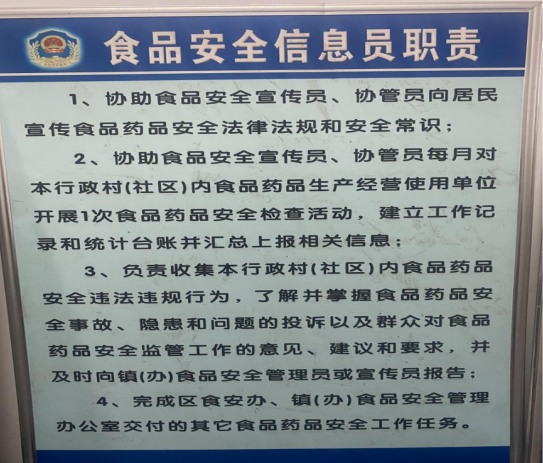 食品安全信息员职责
1、协助食品安全宣传员、协管员向居民
宣传食品药品安全法律法规和安全常识；
2、协助食品安全宣传员、协管员每月对
本行政村(社区)内食品药品生产经营使用单位
开展1次食品药品安全检查活动，建立工作记
录和统计台账并汇总上报相关信息；
3、负责收集本行政村(社区)内食品药品
安全违法违规行为，了解并掌握食品药品安
全事故、隐患和问题的投诉以及群众对食品
药品安全监管工作的意见、建议和要求，并
及时向镇(办)食品安全管理员或宣传员报告；
4、完成区食安办、镇(办)食品安全管理
办公室交付的其它食品药品安全工作任务。